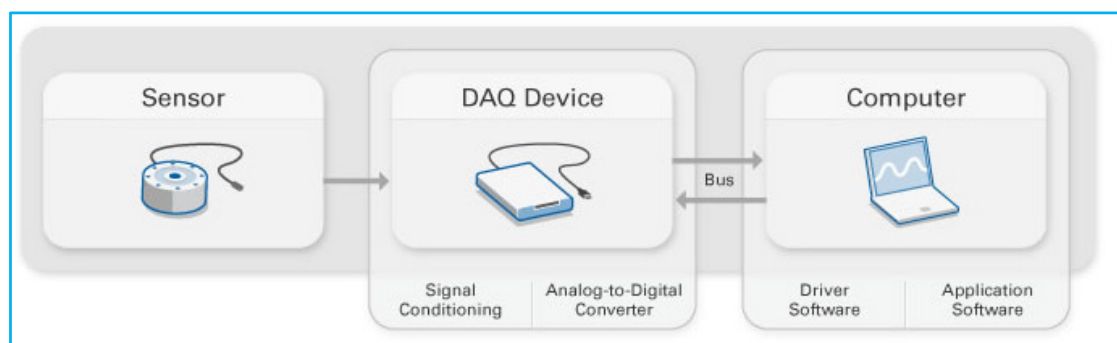 Sensor
DAQ Device
Computer
Bus
Signal
Conditioning
Analog-to-Digital
Converter
Driver
Software
Application
Software